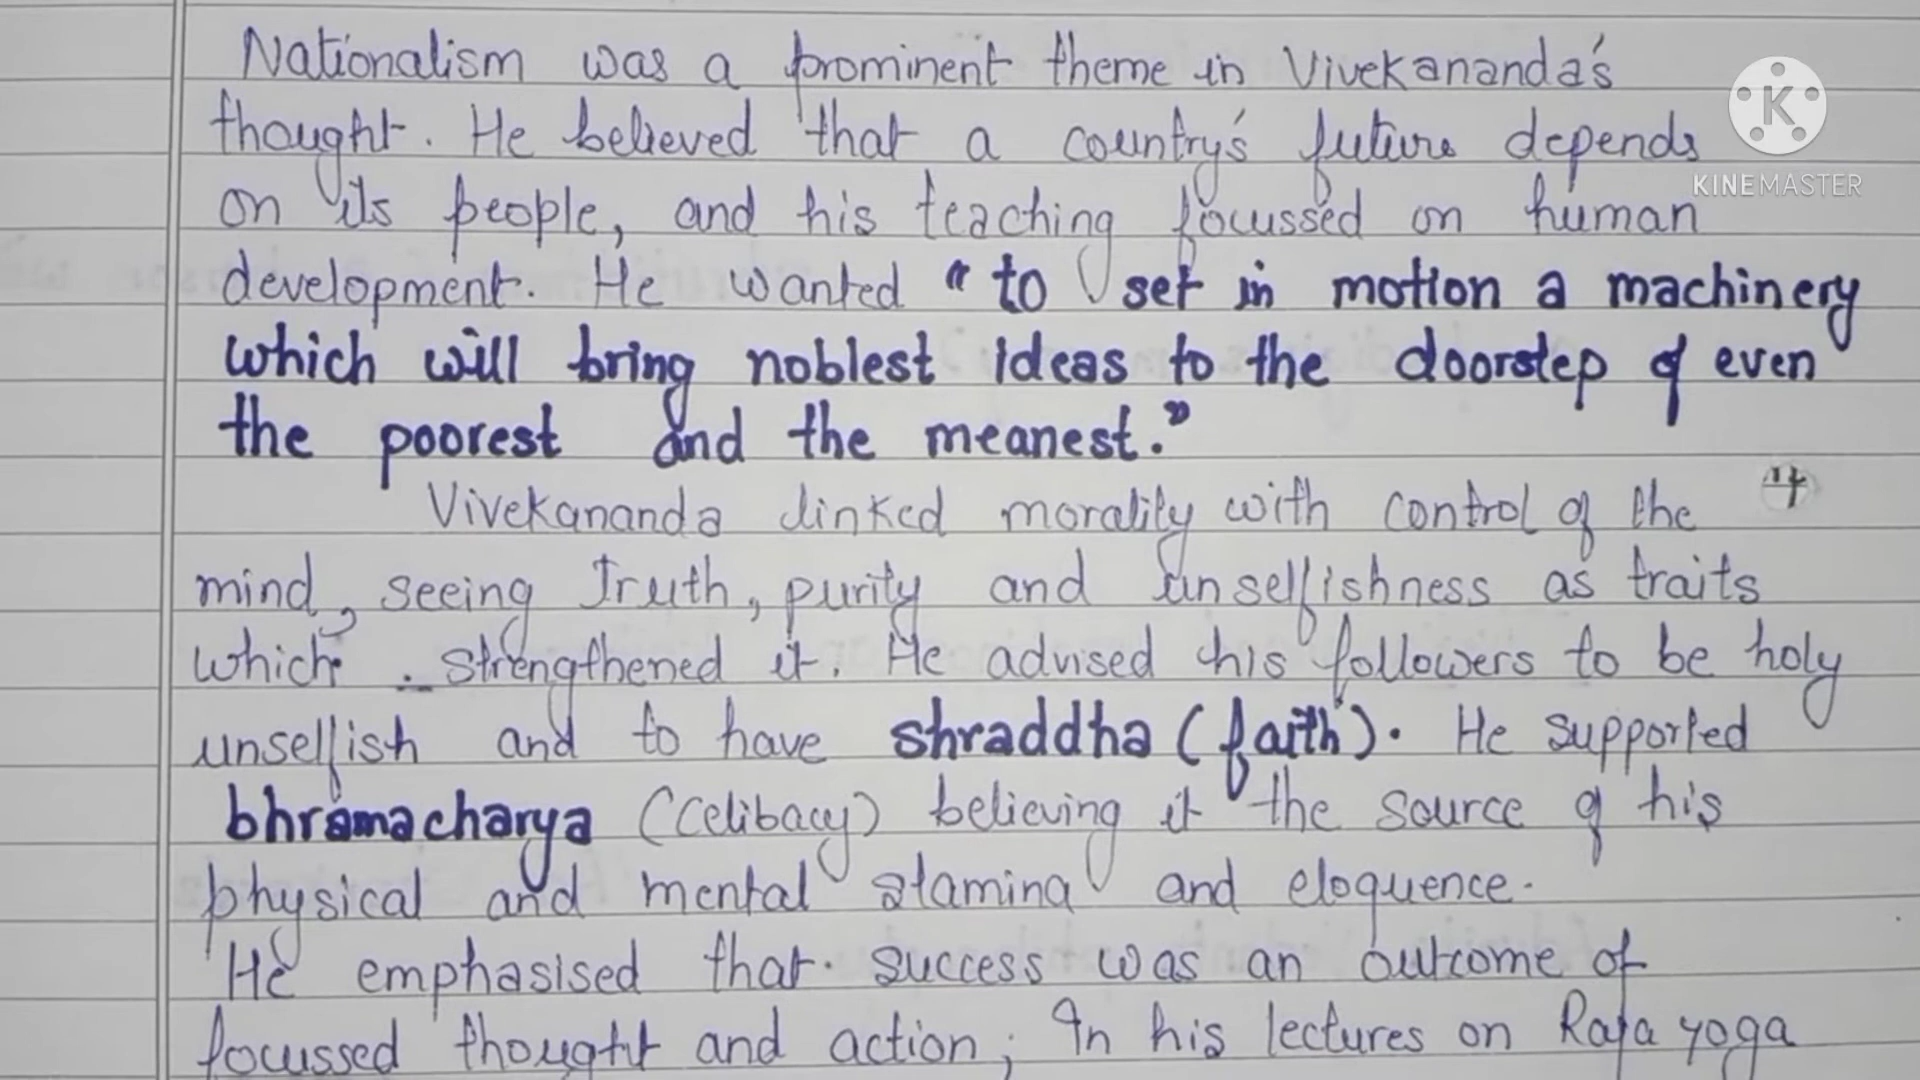 Nationalism was a prominent theme in Vivekananda's
thought. He believed that a country's future depends
on its people, and his teaching focussed on human
development. He wanted "to set in motion a machinery
which will bring noblest ideas to the doorstep of even
the poorest and the meanest."
Vivekananda linked morality with control of the
mind, seeing Truth, purity and unselfishness as traits
which strengthened it. He advised his followers to be holy
unselfish and to have shraddha (faith). He supported
bhramacharya (celibacy) believing it the source of his
physical and mental stamina and eloquence.
He emphasised that success was an outcome of
focussed thought and action; In his lectures on Raja yoga
K
KINEMASTER